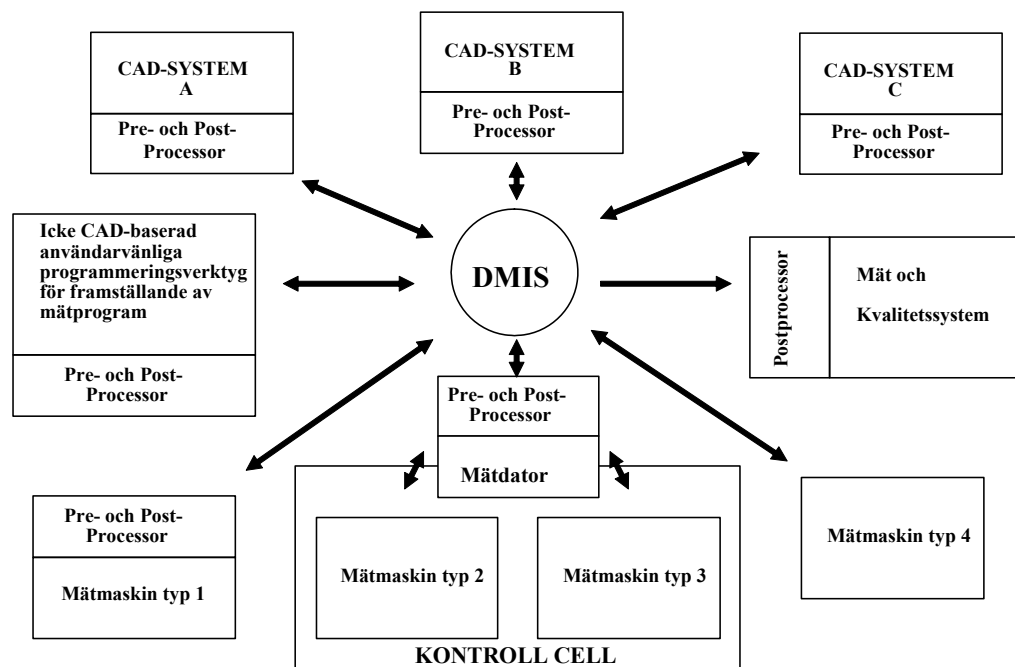 CAD-SYSTEM
A
Pre- och Post-
Processor
CAD-SYSTEM
B
Pre- och Post-
Processor
CAD-SYSTEM
C
Pre- och Post-
Processor
Icke CAD-baserad
användarvänliga
programmeringsverktyg
för framställande av
mätprogram
Pre- och Post-
Processor
DMIS
Postprocessor
Mät och
Kvalitetssystem
Pre- och Post-
Processor
Mätdator
Pre- och Post-
Processor
Mätmaskin typ 1
Mätmaskin typ 2
Mätmaskin typ 3
Mätmaskin typ 4
KONTROLL CELL